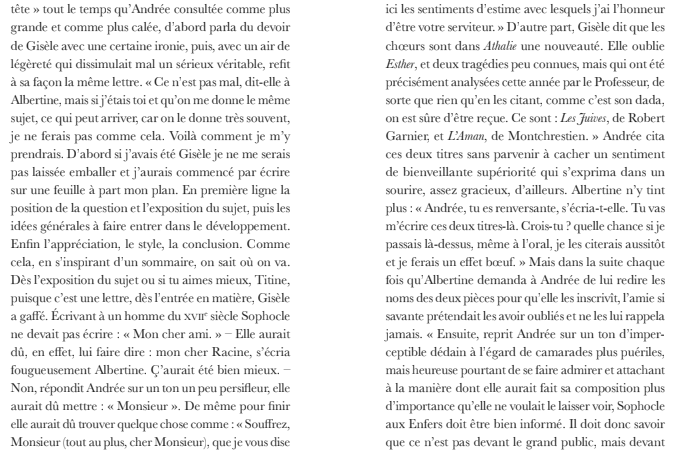 tête » tout le temps qu’Andrée consultée comme plus
grande et comme plus calée, d’abord parla du devoir
de Gisèle avec une certaine ironie, puis, avec un air de
légèreté qui dissimulait mal un sérieux véritable, refit
à sa façon la même lettre. « Ce n’est pas mal, dit-elle à
Albertine, mais si j’étais toi et qu’on me donne le même
sujet, ce qui peut arriver, car on le donne très souvent,
je ne ferais pas comme cela. Voilà comment je m’y
prendrais. D’abord si j’avais été Gisèle je ne me serais
pas laissée emballer et j’aurais commencé par écrire
sur une feuille à part mon plan. En première ligne la
position de la question et l’exposition du sujet, puis les
idées générales à faire entrer dans le développement.
Enfin l’appréciation, le style, la conclusion. Comme
cela, en s’inspirant d’un sommaire, on sait où on va.
Dès l’exposition du sujet ou si tu aimes mieux, Titine,
puisque c’est une lettre, dès l’entrée en matière, Gisèle
a gaffé. Écrivant à un homme du XVIIe siècle Sophocle
ne devait pas écrire : « Mon cher ami. » – Elle aurait
dû, en effet, lui faire dire : mon cher Racine, s’écria
fougueusement Albertine. Ç’aurait été bien mieux. –
Non, répondit Andrée sur un ton un peu persifleur, elle
aurait dû mettre : « Monsieur ». De même pour finir
elle aurait dû trouver quelque chose comme : « Souffrez,
Monsieur (tout au plus, cher Monsieur), que je vous dise
ici les sentiments d’estime avec lesquels j’ai l’honneur
d’être votre serviteur. » D’autre part, Gisèle dit que les
chœurs sont dans Athalie une nouveauté. Elle oublie
Esther, et deux tragédies peu connues, mais qui ont été
précisément analysées cette année par le Professeur, de
sorte que rien qu’en les citant, comme c’est son dada,
on est sûre d’être reçue. Ce sont : Les Juives, de Robert
Garnier, et L’Aman, de Montchrestien. » Andrée cita
ces deux titres sans parvenir à cacher un sentiment
de bienveillante supériorité qui s’exprima dans un
sourire, assez gracieux, d’ailleurs. Albertine n’y tint
plus : « Andrée, tu es renversante, s’écria-t-elle. Tu vas
m’écrire ces deux titres-là. Crois-tu ? quelle chance si je
passais là-dessus, même à l’oral, je les citerais aussitôt
et je ferais un effet bœuf. » Mais dans la suite chaque
fois qu’Albertine demanda à Andrée de lui redire les
noms des deux pièces pour qu’elle les inscrivît, l’amie si
savante prétendait les avoir oubliés et ne les lui rappela
jamais. « Ensuite, reprit Andrée sur un ton d’imper-
ceptible dédain à l’égard de camarades plus puériles,
mais heureuse pourtant de se faire admirer et attachant
à la manière dont elle aurait fait sa composition plus
d’importance qu’elle ne voulait le laisser voir, Sophocle
aux Enfers doit être bien informé. Il doit donc savoir
que ce n’est pas devant le grand public, mais devant